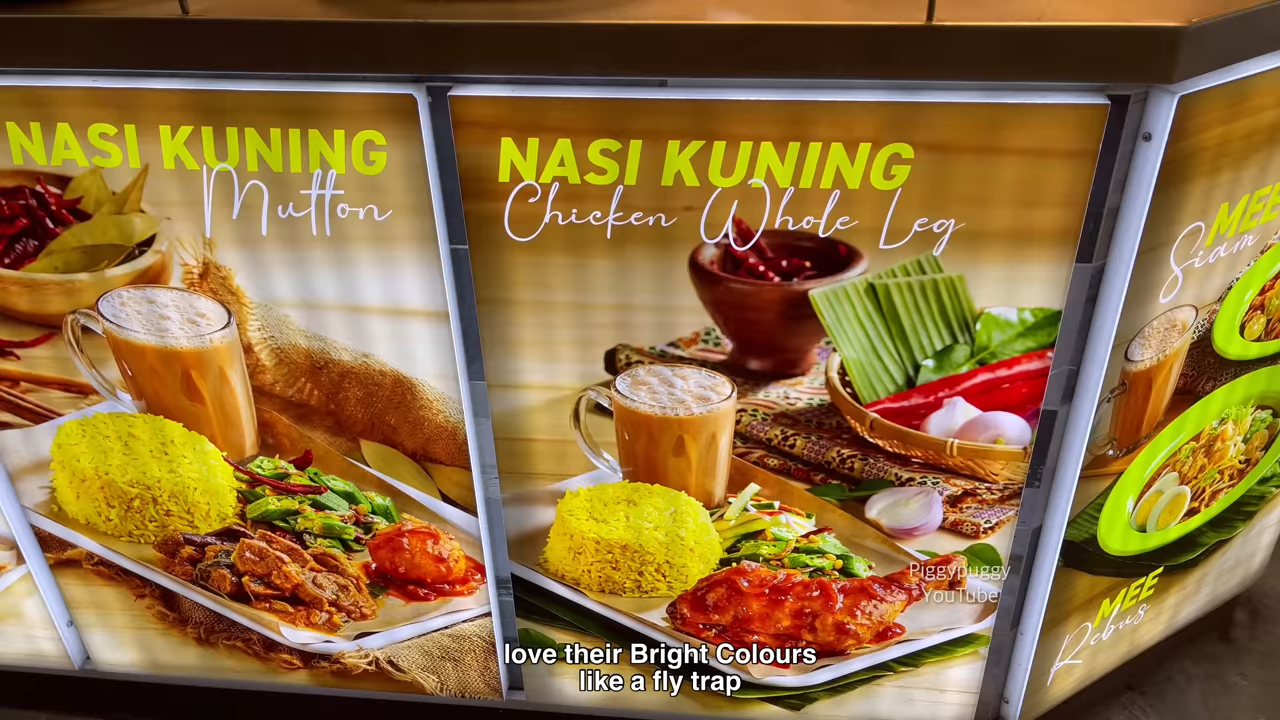 NASI KUNING
Mutton
NASI KUNING
Chicken Whole Leg
MEE
Siam
MEE
Rebus
Piggypuggy
YouTube
love their Bright Colours
like a fly trap